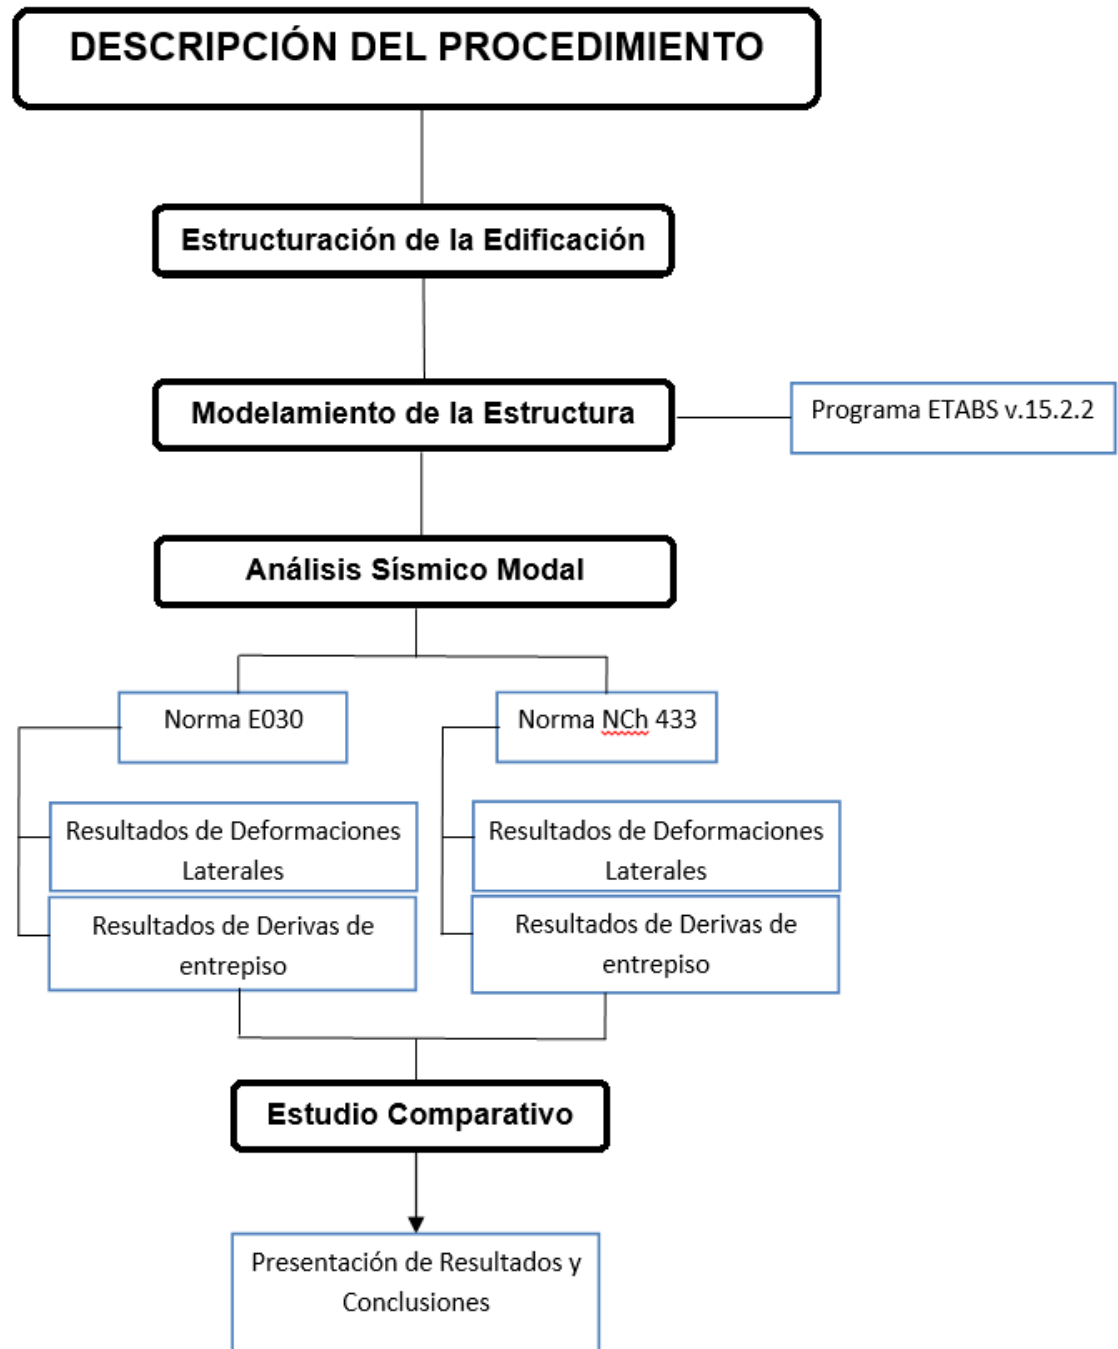 DESCRIPCIÓN DEL PROCEDIMIENTO
Estructuración de la Edificación
Modelamiento de la Estructura
Programa ETABS v.15.2.2
Análisis Sísmico Modal
Norma E030
Norma NCh 433
Resultados de Deformaciones
Laterales
Resultados de Derivas de
entrepiso
Resultados de Deformaciones
Laterales
Resultados de Derivas de
entrepiso
Estudio Comparativo
Presentación de Resultados y
Conclusiones